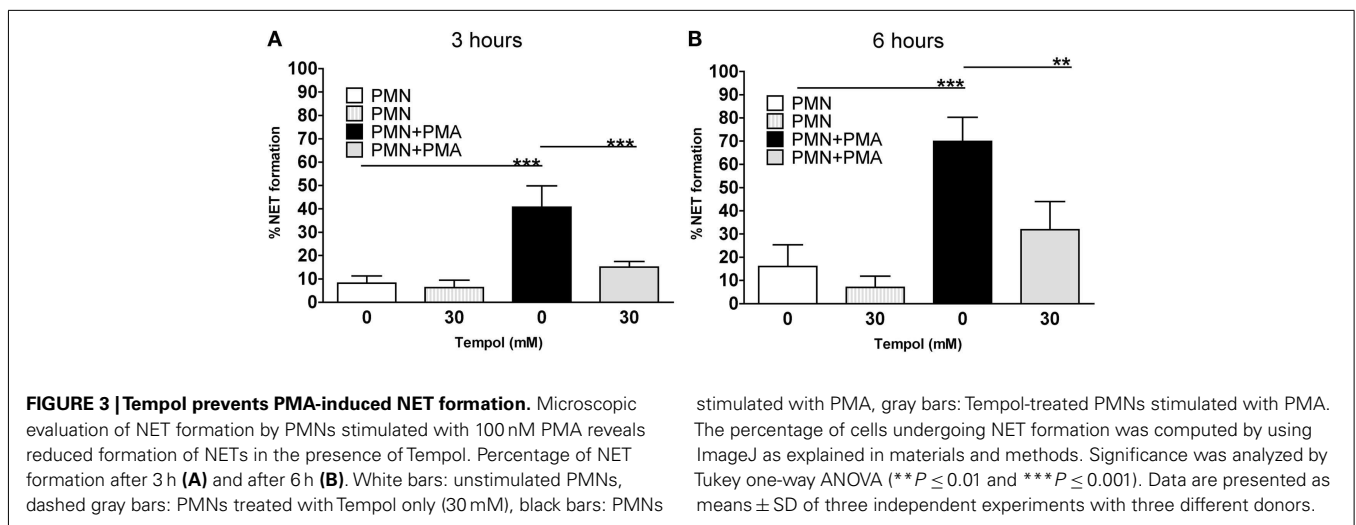 A
3 hours
100
90
80
70
60
50
40
30
20
10
0
% NET formation
PMN
PMN
PMN+PMA
PMN+PMA
***
***
0 30 0 30
Tempol (mM)
B
6 hours
100
90
80
70
60
50
40
30
20
10
0
% NET formation
PMN
PMN
PMN+PMA
PMN+PMA
***
**
0 30 0 30
Tempol (mM)
FIGURE 3 | Tempol prevents PMA-induced NET formation. Microscopic
evaluation of NET formation by PMNs stimulated with 100 nM PMA reveals
reduced formation of NETs in the presence of Tempol. Percentage of NET
formation after 3 h (A) and after 6 h (B). White bars: unstimulated PMNs,
dashed gray bars: PMNs treated with Tempol only (30 mM), black bars: PMNs
stimulated with PMA, gray bars: Tempol-treated PMNs stimulated with PMA.
The percentage of cells undergoing NET formation was computed by using
ImageJ as explained in materials and methods. Significance was analyzed by
Tukey one-way ANOVA (**P ≤ 0.01 and ***P ≤ 0.001). Data are presented as
means ± SD of three independent experiments with three different donors.